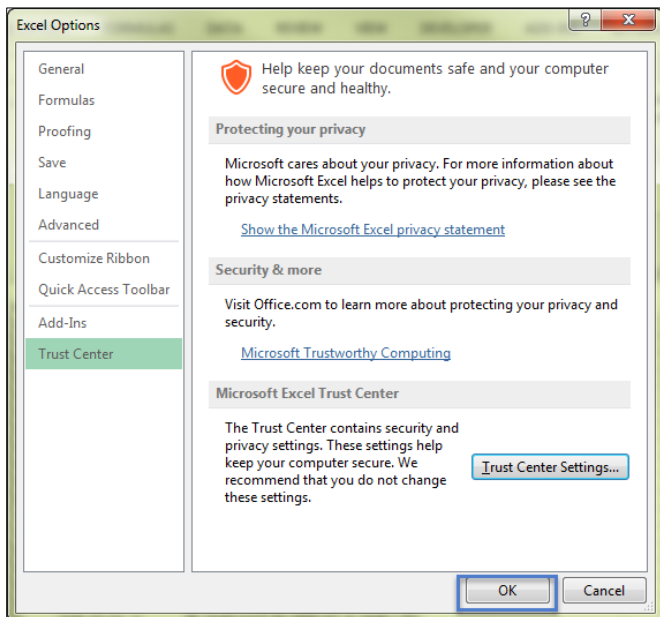 Excel Options
FORMULAS DATA REVIEW VIEW DEVELOPER
General
Formulas
Proofing
Save
Language
Advanced
Customize Ribbon
Quick Access Toolbar
Add-Ins
Trust Center
Help keep your documents safe and your computer
secure and healthy.
Protecting your privacy
Microsoft cares about your privacy. For more information about
how Microsoft Excel helps to protect your privacy, please see the
privacy statements.
Show the Microsoft Excel privacy statement
Security & more
Visit Office.com to learn more about protecting your privacy and
security.
Microsoft Trustworthy Computing
Microsoft Excel Trust Center
The Trust Center contains security and
privacy settings. These settings help
keep your computer secure. We
recommend that you do not change
these settings.
Trust Center Settings...
OK Cancel